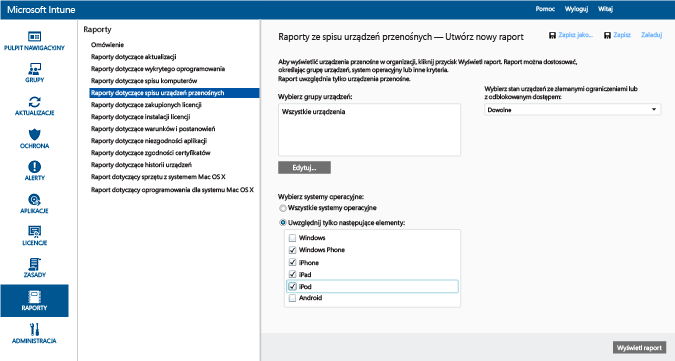 Microsoft Intune
Pomoc Wyloguj Witaj
PULPIT NAWIGACYJNY
GRUPY
AKTUALIZACJE
OCHRONA
ALERTY
APLIKACJE
LICENCJE
ZASADY
RAPORTY
ADMINISTRACJA
Raporty
Omówienie
Raporty dotyczące aktualizacji
Raporty dotyczące wykrytego oprogramowania
Raporty dotyczące spisu komputerów
Raporty dotyczące spisu urządzeń przenośnych
Raporty dotyczące zakupionych licencji
Raporty dotyczące instalacji licencji
Raporty dotyczące warunków i postanowień
Raporty dotyczące niezgodności aplikacji
Raporty dotyczące zgodności certyfikatów
Raporty dotyczące historii urządzeń
Raport dotyczący sprzętu z systemem Mac OS X
Raport dotyczący oprogramowania dla systemu Mac OS X
Raporty ze spisu urządzeń przenośnych — Utwórz nowy raport
Zapisz jako... Zapisz Załaduj
Aby wyświetlić urządzenia przenośne w organizacji, kliknij przycisk Wyświetl raport. Raport można dostosować,
określając grupę urządzeń, system operacyjny lub inne kryteria.
Raport uwzględnia tylko urządzenia przenośne.
Wybierz grupy urządzeń:
Wszystkie urządzenia
Edytuj...
Wybierz stan urządzeń ze złamanymi ograniczeniami lub
z odblokowanym dostępem:
Dowolne
Wybierz systemy operacyjne:
Wszystkie systemy operacyjne
Uwzględnij tylko następujące elementy:
Windows
Windows Phone
iPhone
iPad
iPod
Android
Wyświetl raport